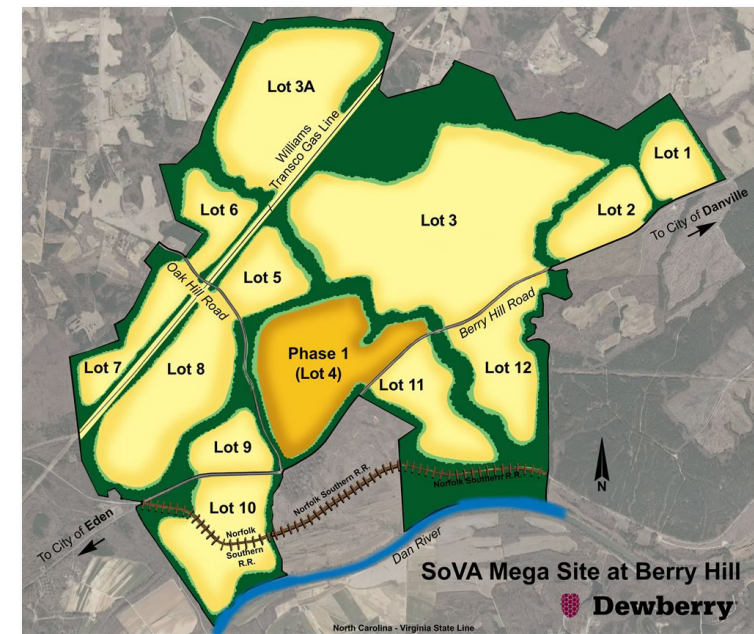 Lot 3A
Williams
Transco Gas Line
Lot 1
Lot 6
Lot 2
Lot 3
To City of Danville
Lot 5
Oak Hill Road
Berry Hill Road
Phase 1
(Lot 4)
Lot 7
Lot 8
Lot 12
Lot 11
Lot 9
Norfolk Southern R.R.
Norfolk Southern R.R.
N
Lot 10
Norfolk
Southern
R.R.
To City of Eden
Dan River
SoVA Mega Site at Berry Hill
Dewberry
North Carolina - Virginia State Line